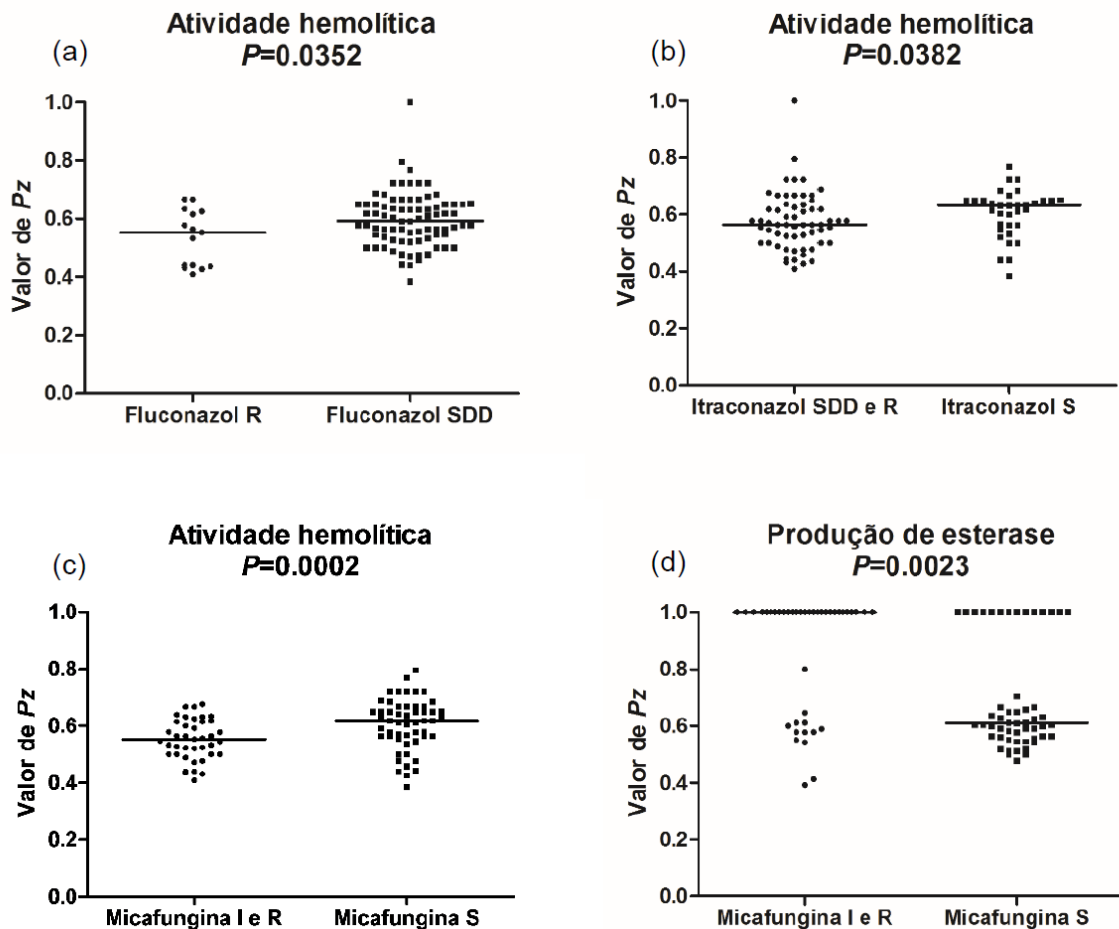 (a)
Atividade hemolítica
P=0.0352
Valor de Pz
1.0
0.8
0.6
0.4
0.2
0.0
Fluconazol R
Fluconazol SDD
(b)
Atividade hemolítica
P=0.0382
Valor de Pz
1.0
0.8
0.6
0.4
0.2
0.0
Itraconazol SDD e R
Itraconazol S
(c)
Atividade hemolítica
P=0.0002
Valor de Pz
1.0
0.8
0.6
0.4
0.2
0.0
Micafungina I e R
Micafungina S
(d)
Produção de esterase
P=0.0023
Valor de Pz
1.0
0.8
0.6
0.4
0.2
0.0
Micafungina I e R
Micafungina S